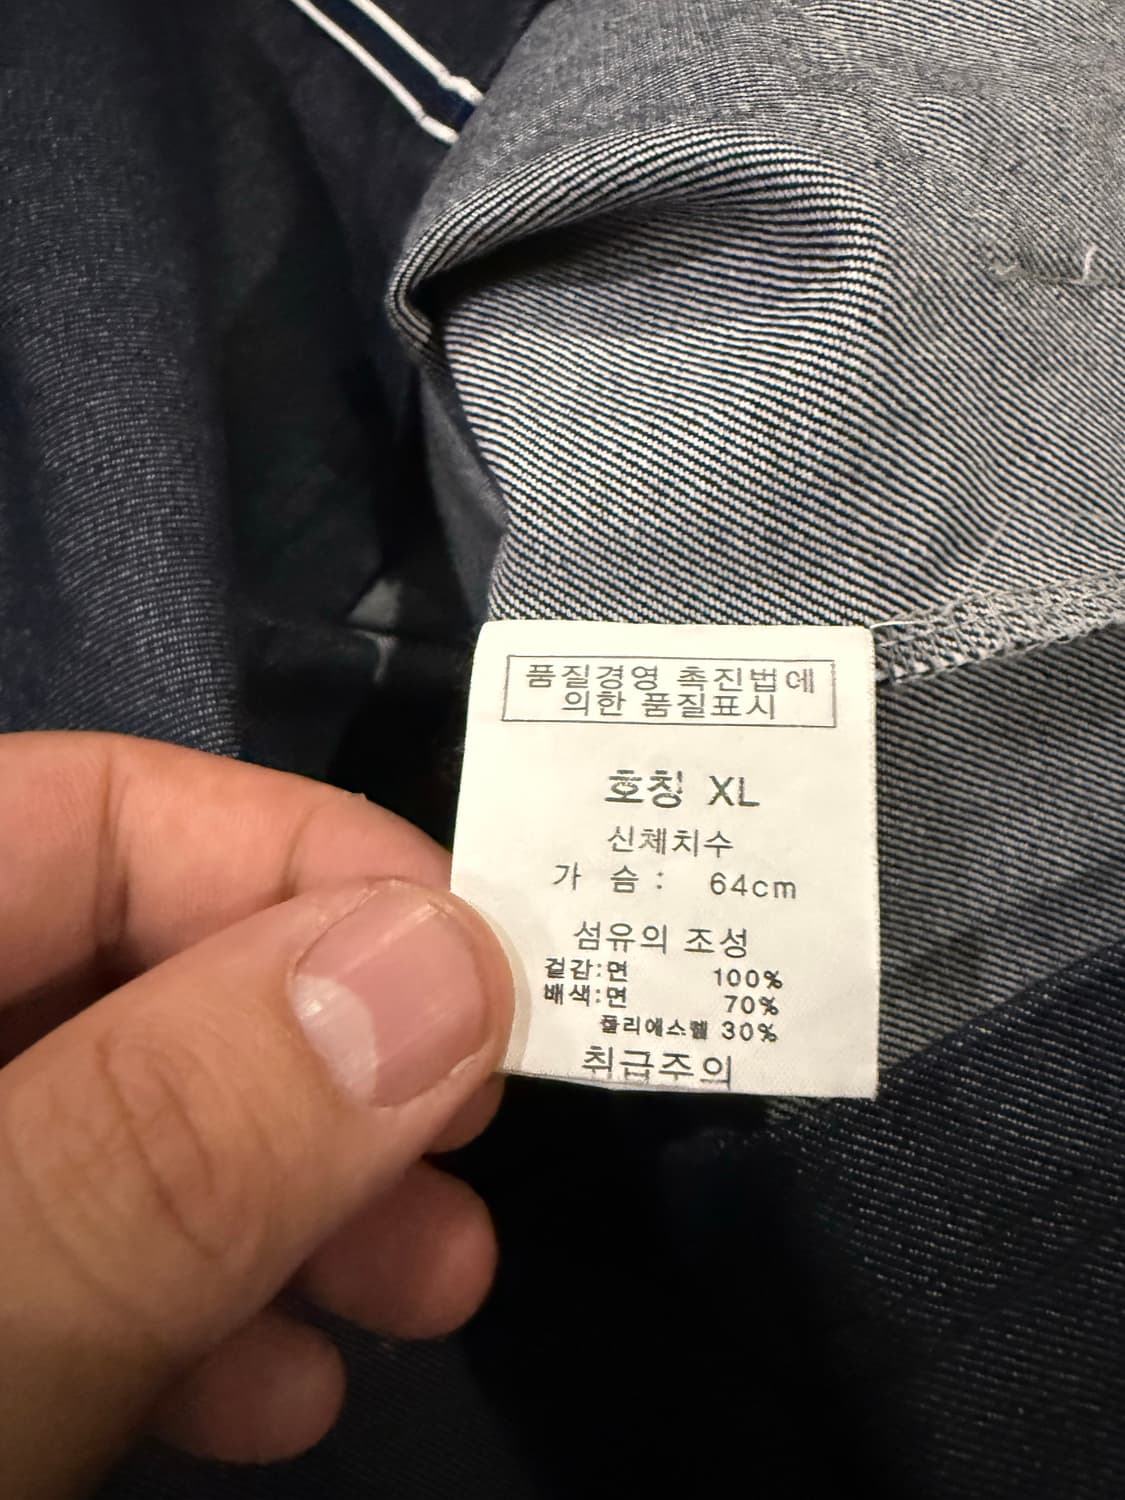 품질경영 촉진법에
의한 품질표시
호칭 XL
신체치수
가 슴 : 64cm
섬유의 조성
겉감:면 100%
배색:면 70%
폴리에스텔 30%
취급주의